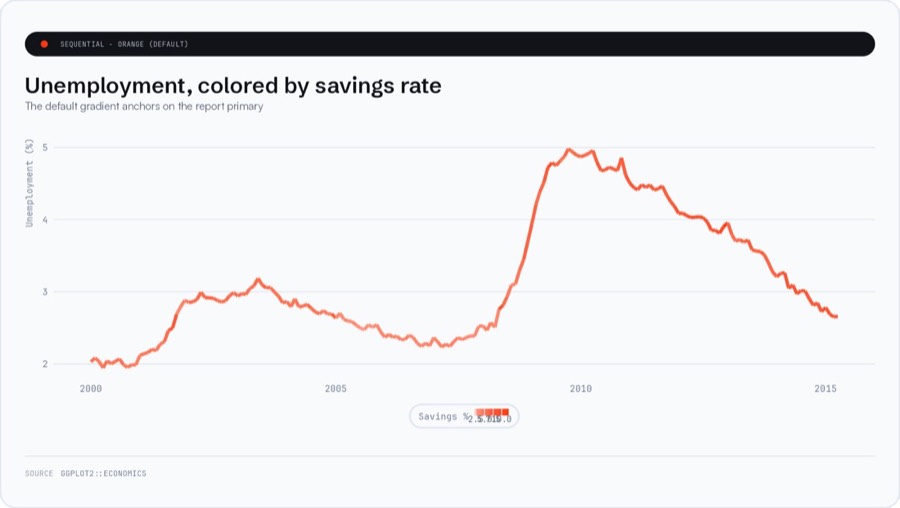 SEQUENTIAL - ORANGE (DEFAULT)
Unemployment, colored by savings rate
The default gradient anchors on the report primary
Unemployment (%)
5
4
3
2
2000 2005 2010 2015
Savings %
SOURCE GGPLOT2::ECONOMICS